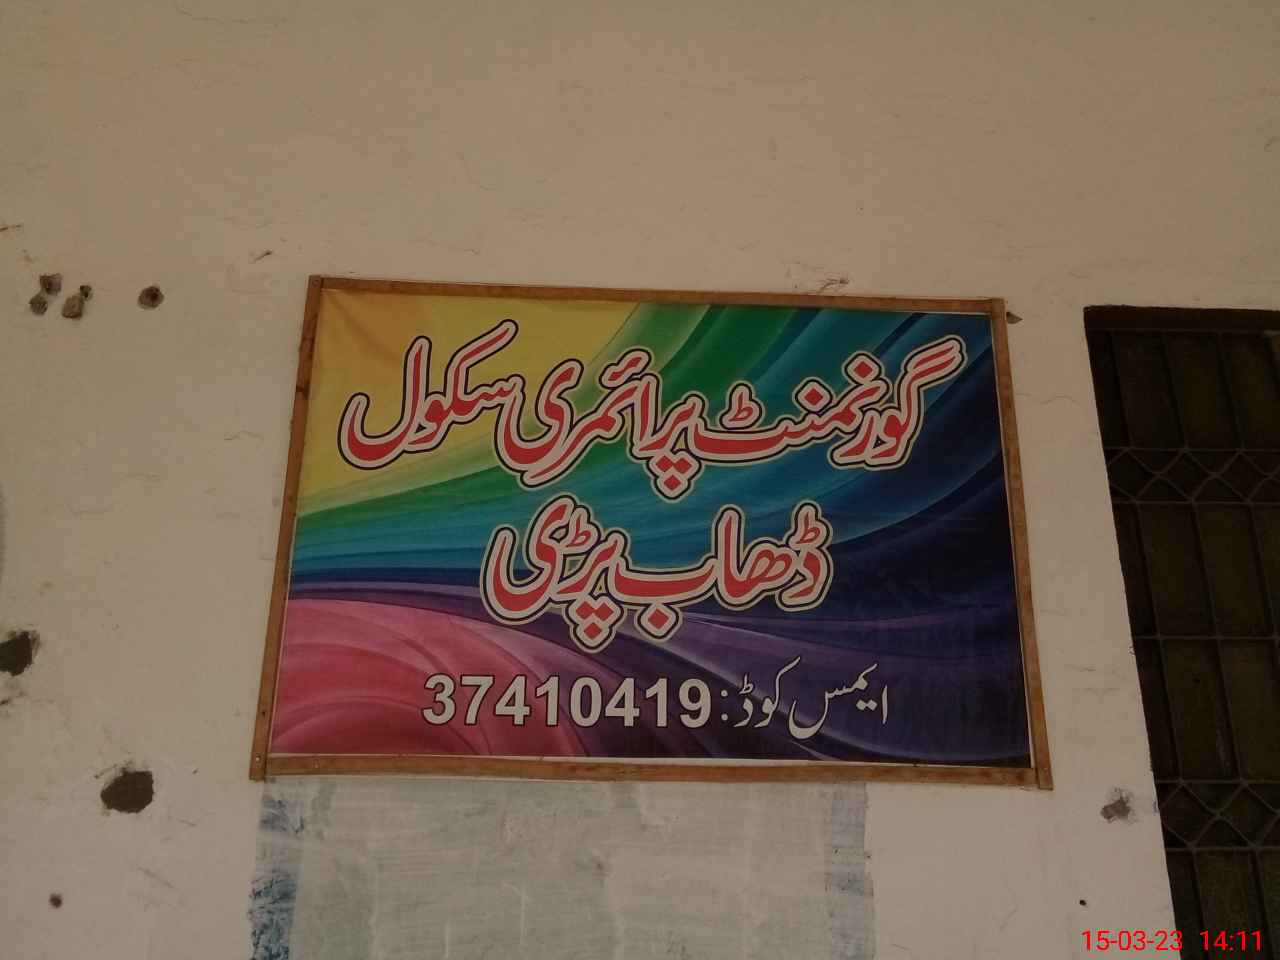 گورنمنٹ پرائمری سکول
ڈھاب پڑی
ایمس کوڈ: 37410419
15-03-23 14:11